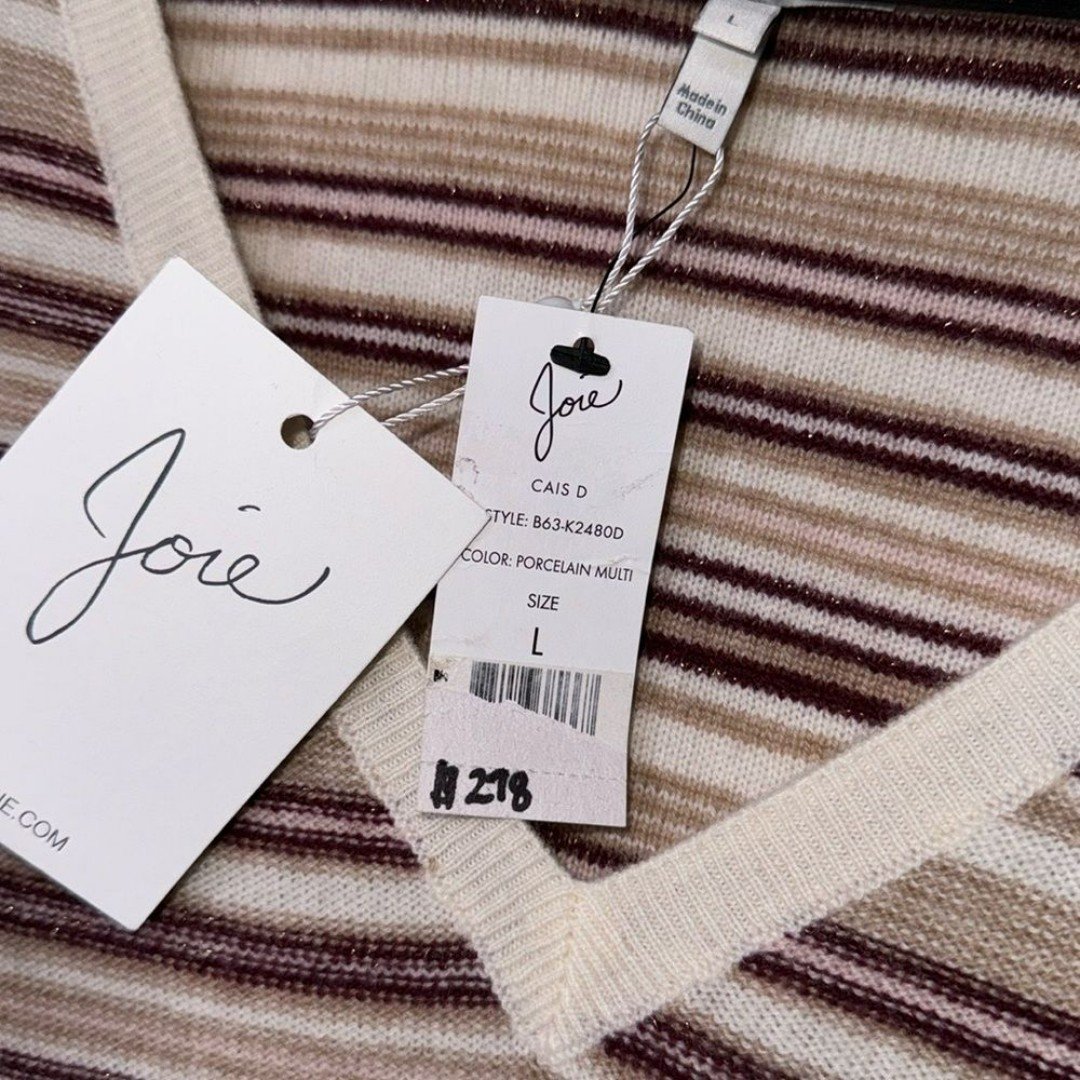 L
Made in
China
Joie
CAIS D
STYLE: B63-K2480D
COLOR: PORCELAIN MULTI
SIZE
L
278
Joie
IE.COM